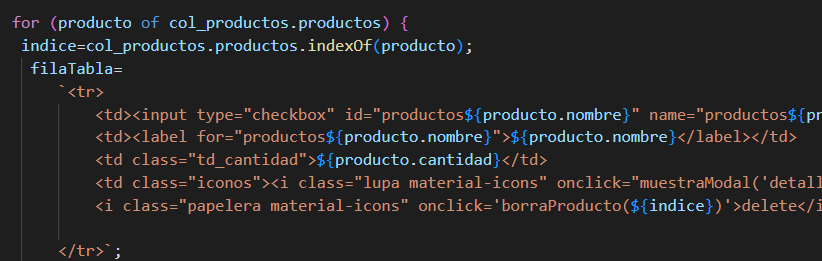 for (producto of col_productos.productos) {
indice=col_productos.productos.indexOf(producto);
filaTabla=
`<tr>
<td><input type="checkbox" id="productos${producto.nombre}" name="productos${pr
<td><label for="productos${producto.nombre}">${producto.nombre}</label></td>
<td class="td_cantidad">${producto.cantidad}</td>
<td class="iconos"><i class="lupa material-icons" onclick="muestraModal('detall
<i class="papelera material-icons" onclick='borraProducto(${indice})'>delete</i
</tr>`;